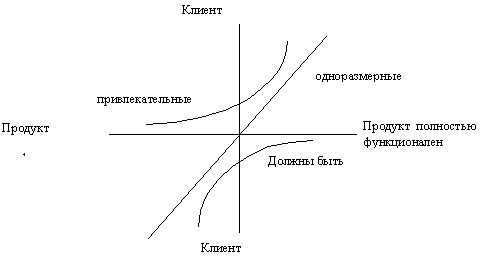 Клиент
одноразмерные
привлекательные
Продукт
Продукт полностью
функционален
Должны быть
Клиент